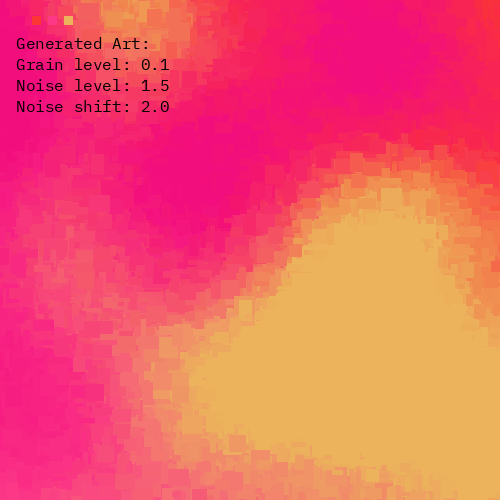 Generated Art:
Grain level: 0.1
Noise level: 1.5
Noise shift: 2.0